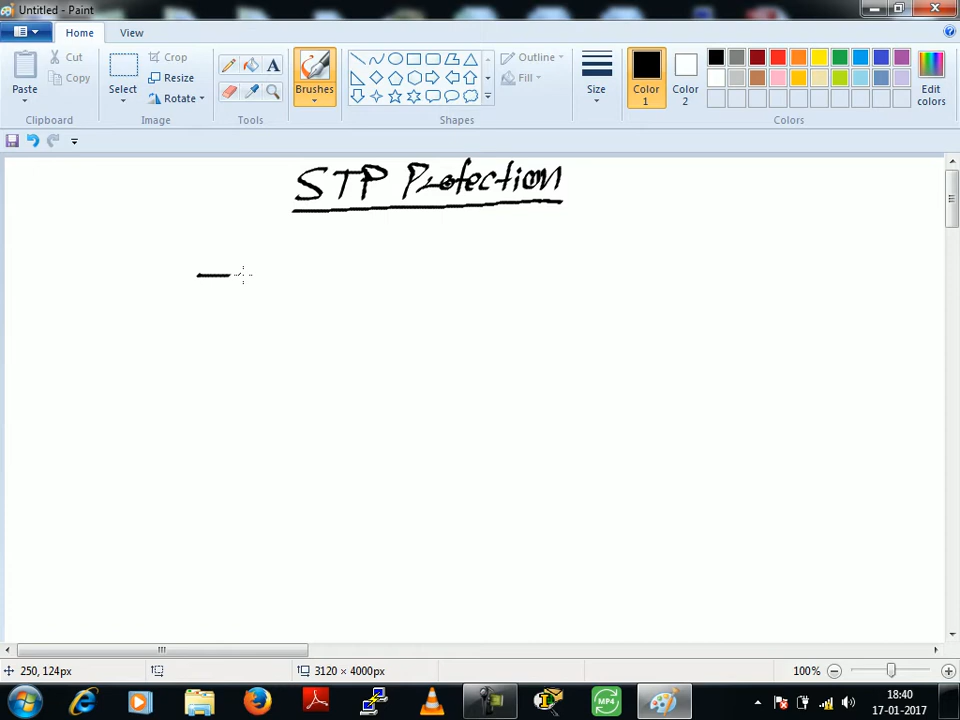 Untitled - Paint
Home View
Cut
Copy
Paste
Clipboard
Crop
Resize
Rotate
Select
Image
Tools
Brushes
Outline
Fill
Shapes
Size
Color 1
Color 2
Edit colors
Colors
STP Protection
250, 124px
3120 × 4000px
100%
MP4
18:40
17-01-2017